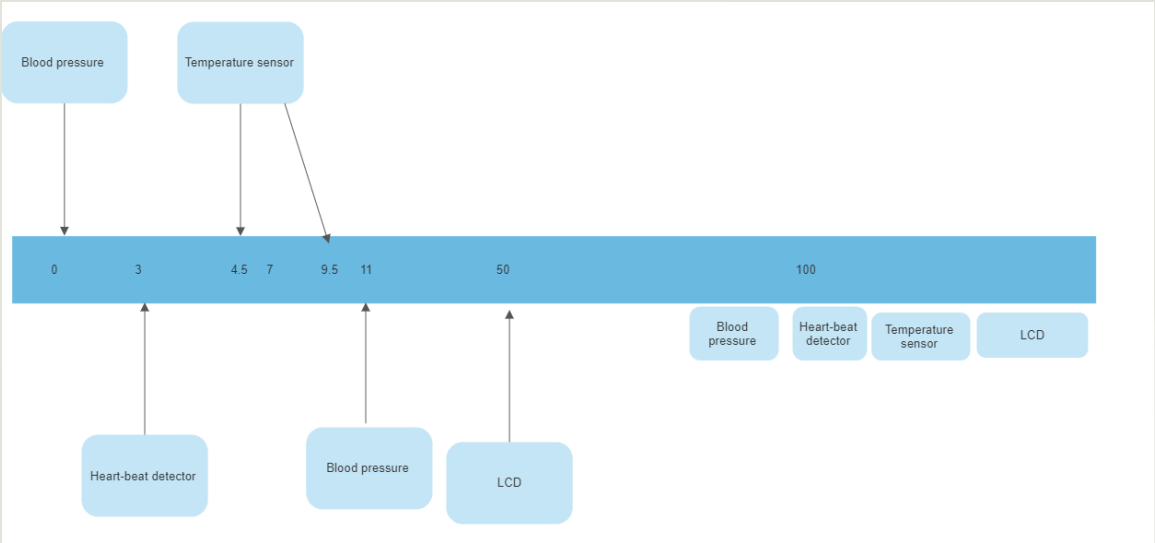 Blood pressure
Temperature sensor
0 3 4.5 7 9.5 11 50 100
Blood
pressure
Heart-beat
detector
Temperature
sensor
LCD
Heart-beat detector
Blood pressure
LCD